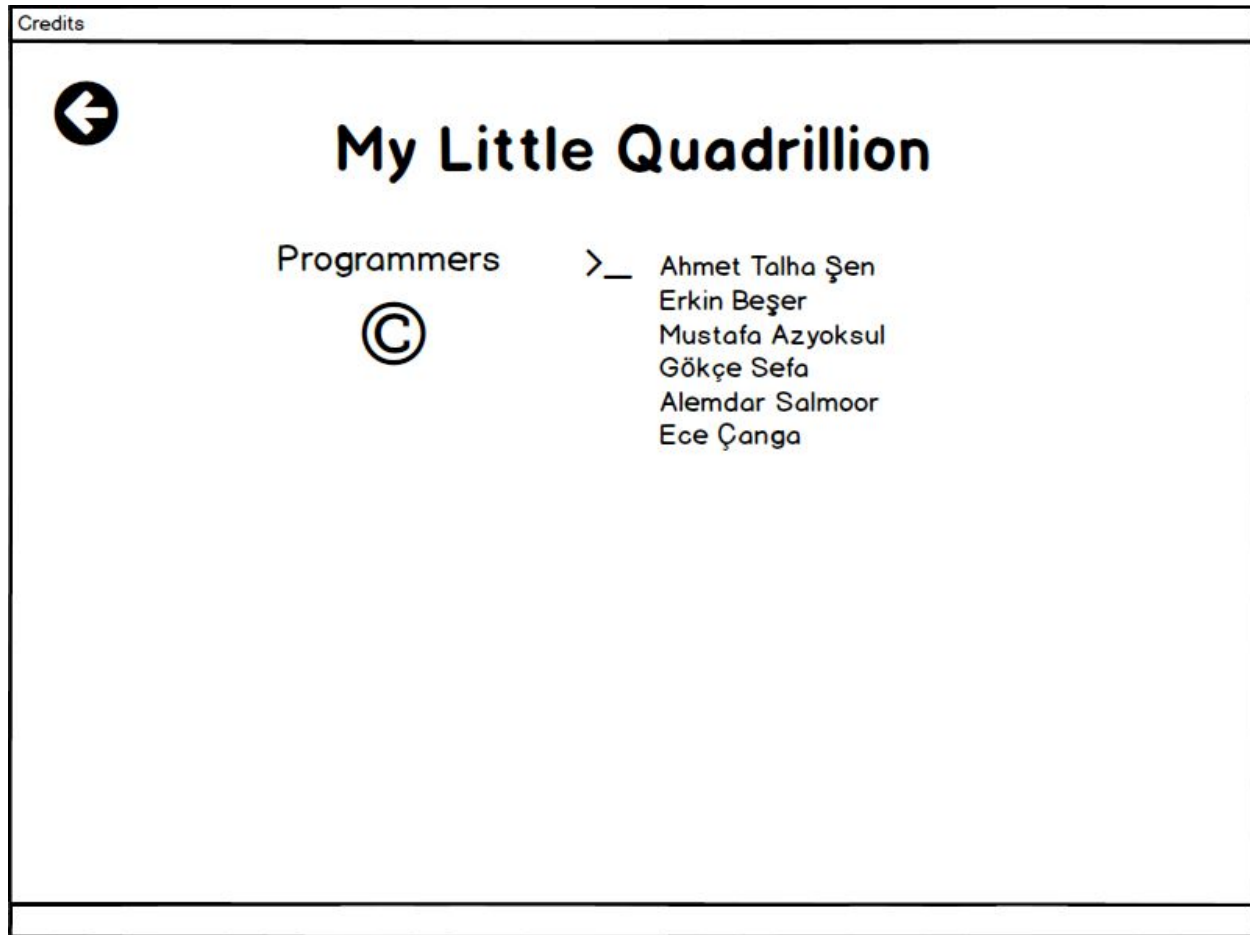 Credits
My Little Quadrillion
Programmers
©
>_ Ahmet Talha Şen
Erkin Beşer
Mustafa Azyoksul
Gökçe Sefa
Alemdar Salmoor
Ece Çanga